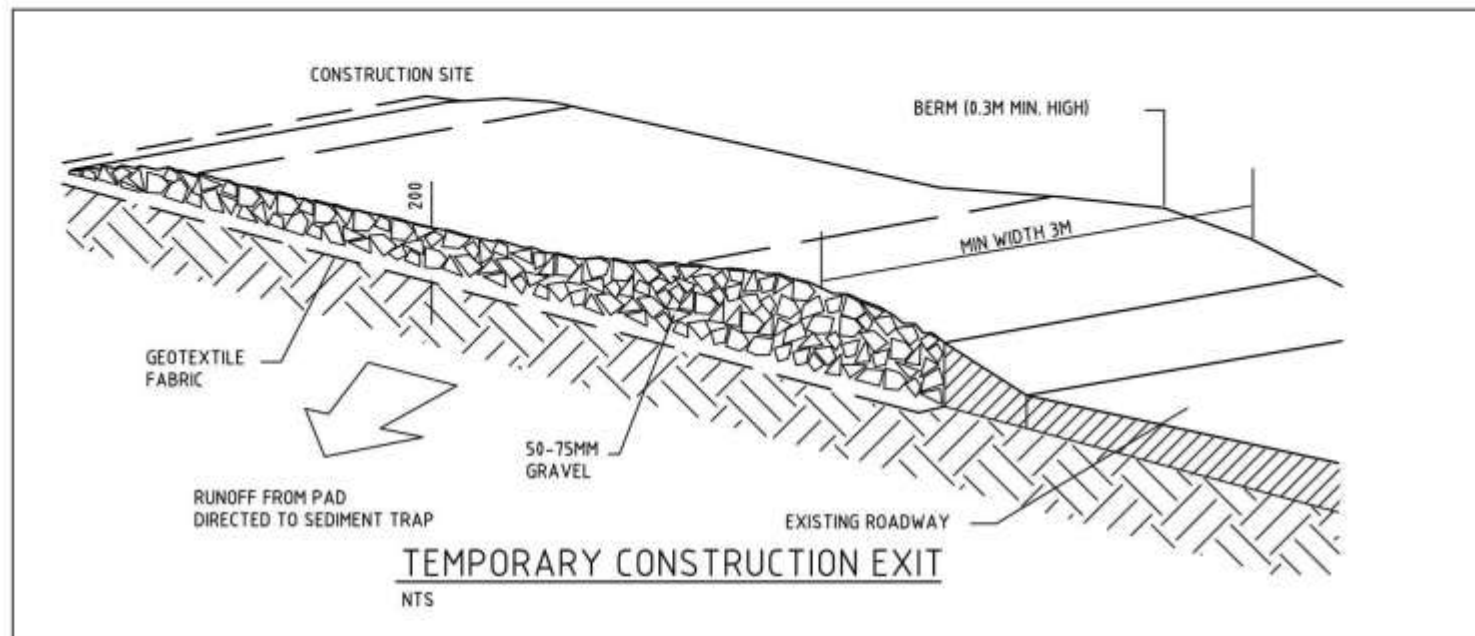 CONSTRUCTION SITE
BERM (0.3M MIN. HIGH)
200
MIN WIDTH 3M
GEOTEXTILE
FABRIC
50-75MM
GRAVEL
RUNOFF FROM PAD
DIRECTED TO SEDIMENT TRAP
EXISTING ROADWAY
TEMPORARY CONSTRUCTION EXIT
NTS